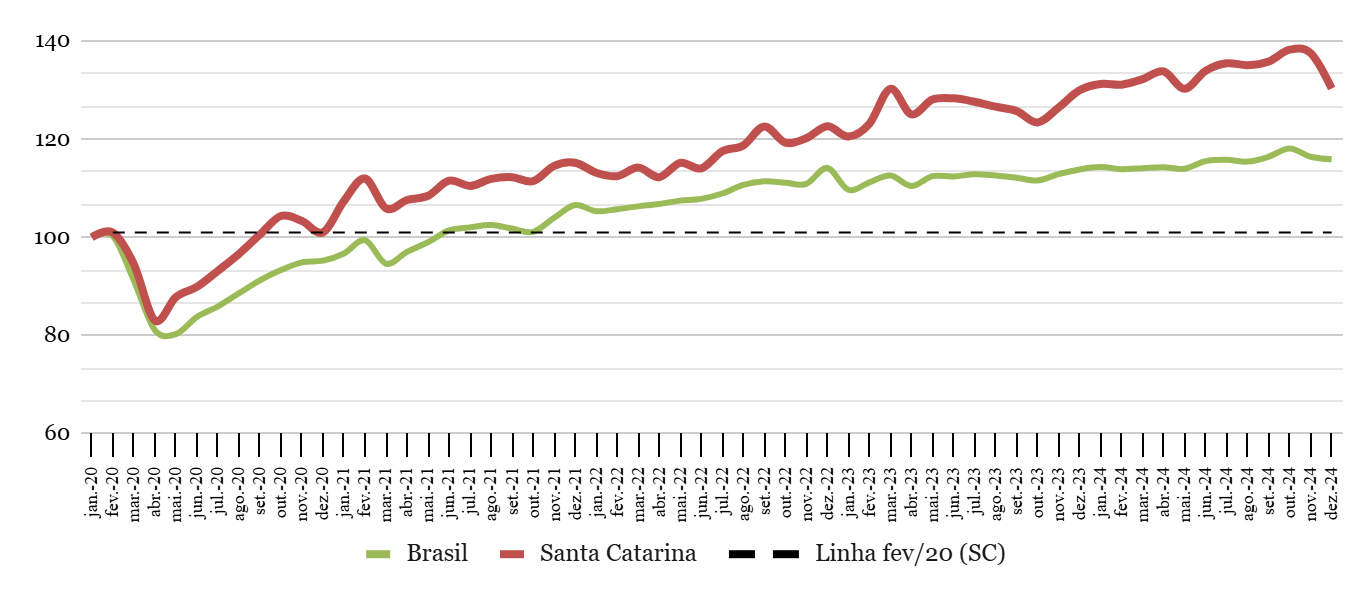 140
120
100
80
60
jan.-20
fev.-20
mar.-20
abr.-20
mai.-20
jun.-20
jul.-20
ago.-20
set.-20
out.-20
nov.-20
dez.-20
jan.-21
fev.-21
mar.-21
abr.-21
mai.-21
jun.-21
jul.-21
ago.-21
set.-21
out.-21
nov.-21
dez.-21
jan.-22
fev.-22
mar.-22
abr.-22
mai.-22
jun.-22
jul.-22
ago.-22
set.-22
out.-22
nov.-22
dez.-22
jan.-23
fev.-23
mar.-23
abr.-23
mai.-23
jun.-23
jul.-23
ago.-23
set.-23
out.-23
nov.-23
dez.-23
jan.-24
fev.-24
mar.-24
abr.-24
mai.-24
jun.-24
jul.-24
ago.-24
set.-24
out.-24
nov.-24
dez.-24
Brasil Santa Catarina Linha fev/20 (SC)